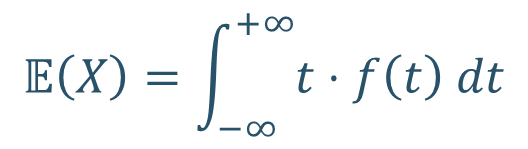 𝔼(X) = ∫_{−∞}^{+∞} t · f(t) dt